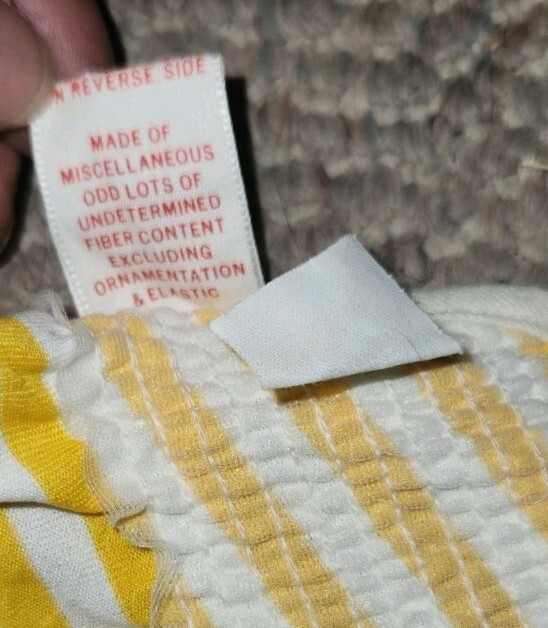 N REVERSE SIDE
MADE OF
MISCELLANEOUS
ODD LOTS OF
UNDETERMINED
FIBER CONTENT
EXCLUDING
ORNAMENTATION
& ELASTIC